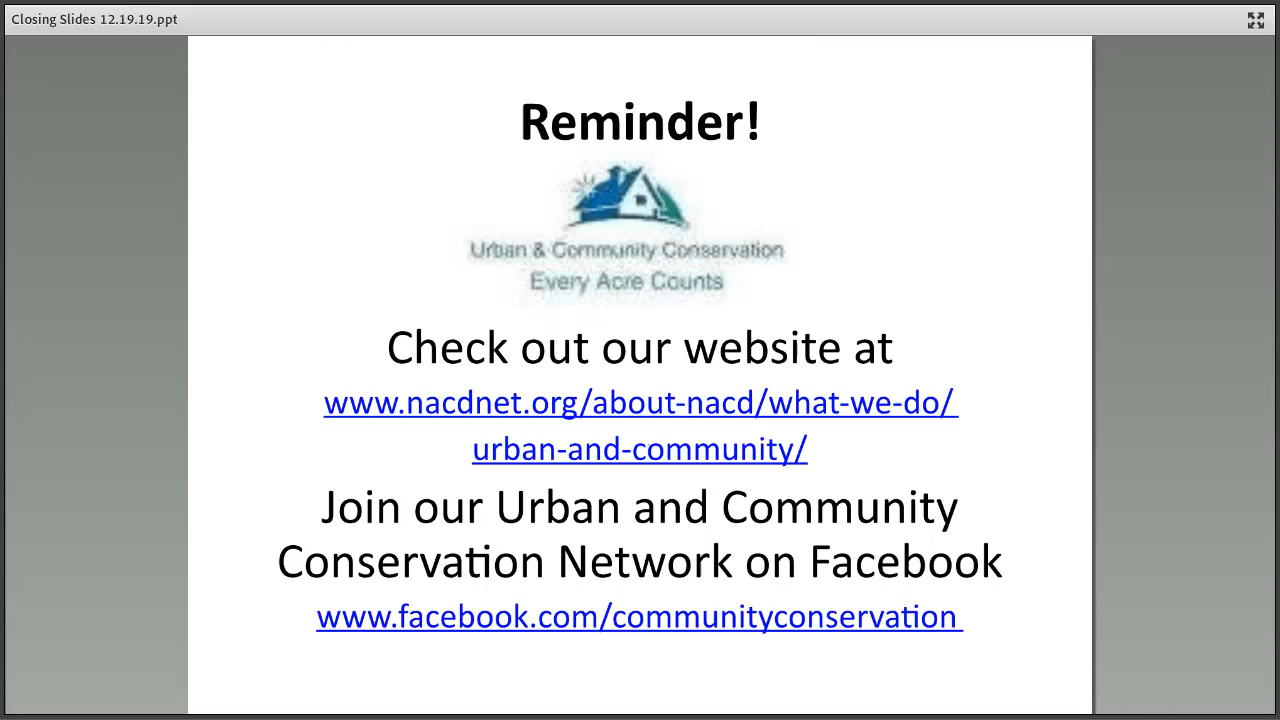 Closing Slides 12.19.19.ppt
Reminder!
Urban & Community Conservation
Every Acre Counts
Check out our website at
www.nacdnet.org/about-nacd/what-we-do/
urban-and-community/
Join our Urban and Community
Conservation Network on Facebook
www.facebook.com/communityconservation